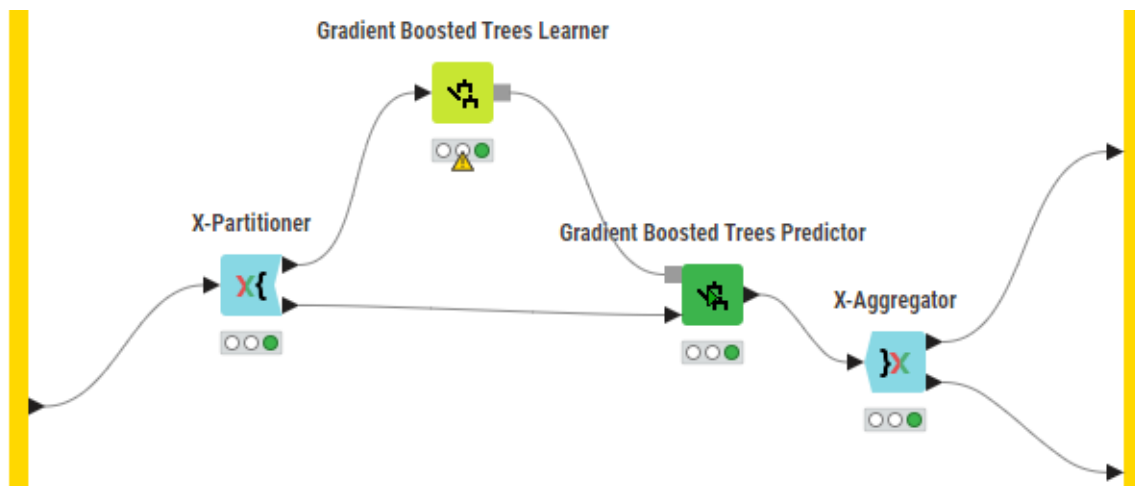 Gradient Boosted Trees Learner
X-Partitioner
X{
Gradient Boosted Trees Predictor
X-Aggregator
}X